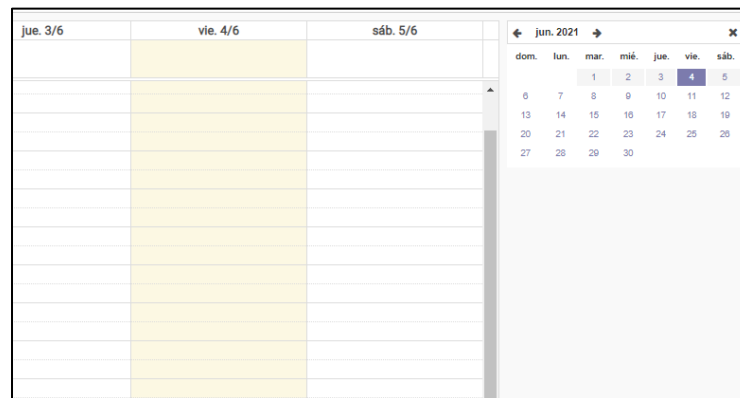 jue. 3/6 vie. 4/6 sáb. 5/6
jun. 2021
dom. lun. mar. mié. jue. vie. sáb.
1 2 3 4 5
6 7 8 9 10 11 12
13 14 15 16 17 18 19
20 21 22 23 24 25 26
27 28 29 30